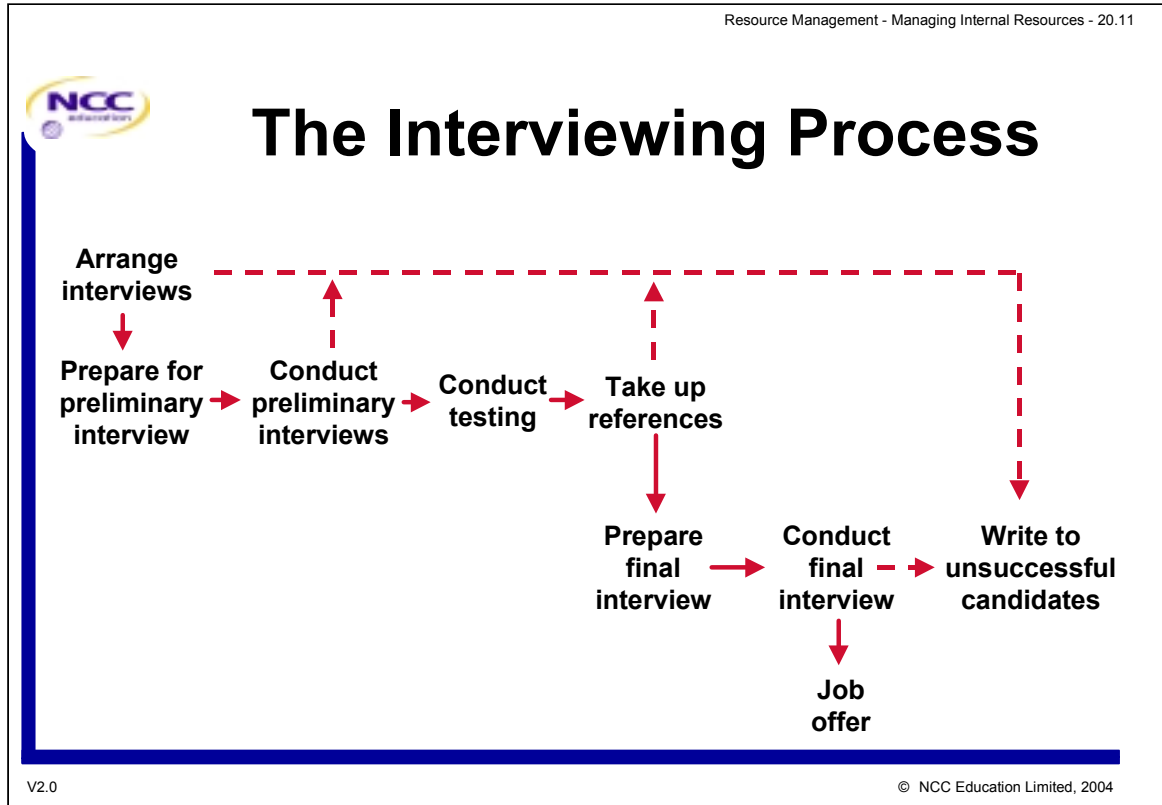 Resource Management - Managing Internal Resources - 20.11
NCC
education
The Interviewing Process
Arrange
interviews
Prepare for
preliminary
interview
Conduct
preliminary
interviews
Conduct
testing
Take up
references
Prepare
final
interview
Conduct
final
interview
Write to
unsuccessful
candidates
Job
offer
V2.0
© NCC Education Limited, 2004